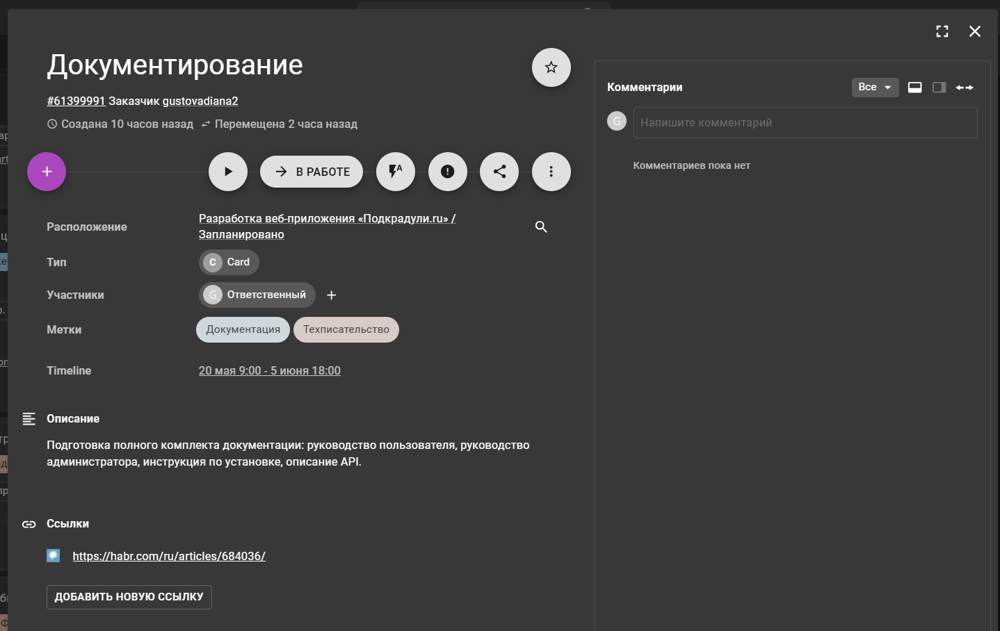 Документирование
#61399991 Заказчик gustovadiana2
Создана 10 часов назад Перемещена 2 часа назад
В РАБОТЕ
Расположение
Разработка веб-приложения «Подкрадули.ru» /
Запланировано
Тип
C Card
Участники
G Ответственный
Метки
Документация Техписательство
Timeline
20 мая 9:00 - 5 июня 18:00
Описание
Подготовка полного комплекта документации: руководство пользователя, руководство
администратора, инструкция по установке, описание API.
Ссылки
https://habr.com/ru/articles/684036/
ДОБАВИТЬ НОВУЮ ССЫЛКУ
Комментарии
Все
G
Напишите комментарий
Комментариев пока нет